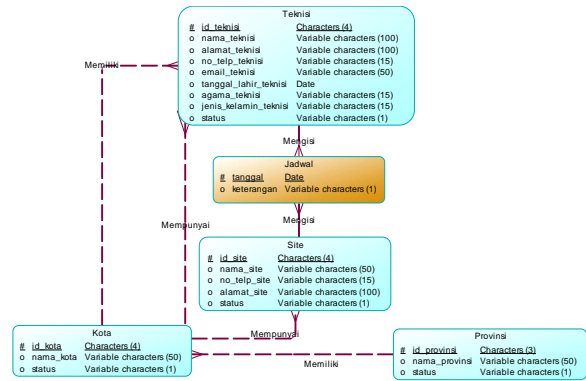 Teknisi
# id_teknisi Characters (4)
o nama_teknisi Variable characters (100)
o alamat_teknisi Variable characters (100)
o no_telp_teknisi Variable characters (15)
o email_teknisi Variable characters (50)
o tanggal_lahir_teknisi Date
o agama_teknisi Variable characters (15)
o jenis_kelamin_teknisi Variable characters (15)
o status Variable characters (1)
Memiliki
Mengisi
Jadwal
# tanggal Date
o keterangan Variable characters (1)
Mengisi
Mempunyai
Site
# id_site Characters (4)
o nama_site Variable characters (50)
o no_telp_site Variable characters (15)
o alamat_site Variable characters (100)
o status Variable characters (1)
Mempunyai
Kota
# id_kota Characters (4)
o nama_kota Variable characters (50)
o status Variable characters (1)
Memiliki
Provinsi
# id_provinsi Characters (3)
o nama_provinsi Variable characters (50)
o status Variable characters (1)